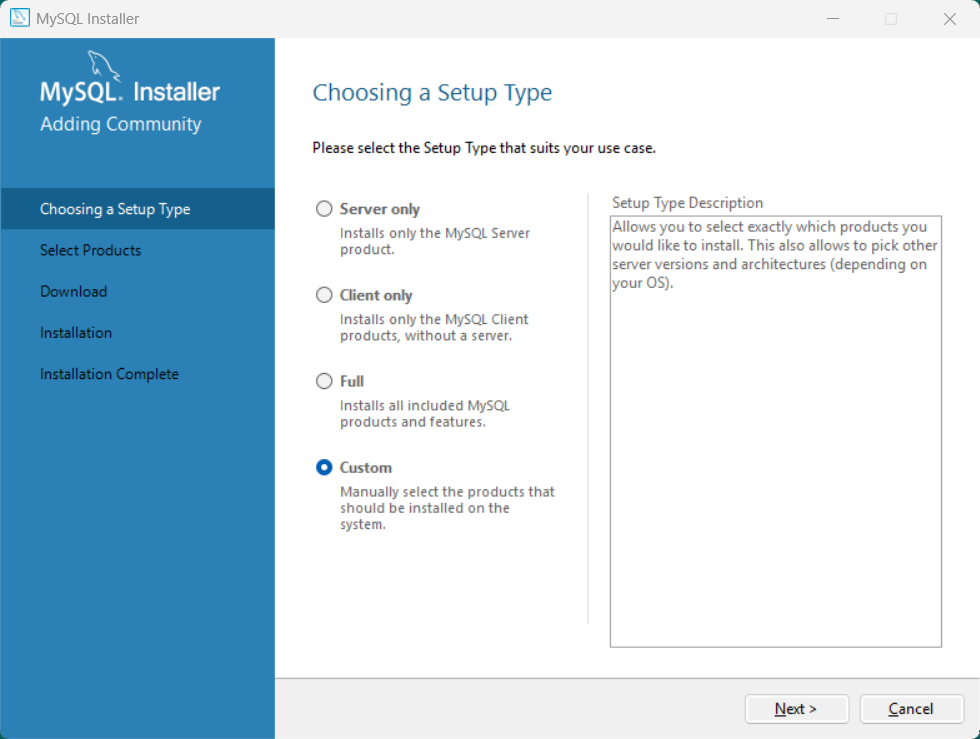 MySQL Installer
MySQL. Installer
Adding Community
Choosing a Setup Type
Select Products
Download
Installation
Installation Complete
Choosing a Setup Type
Please select the Setup Type that suits your use case.
Server only
Installs only the MySQL Server
product.
Client only
Installs only the MySQL Client
products, without a server.
Full
Installs all included MySQL
products and features.
Custom
Manually select the products that
should be installed on the
system.
Setup Type Description
Allows you to select exactly which products you
would like to install. This also allows to pick other
server versions and architectures (depending on
your OS).
Next >
Cancel